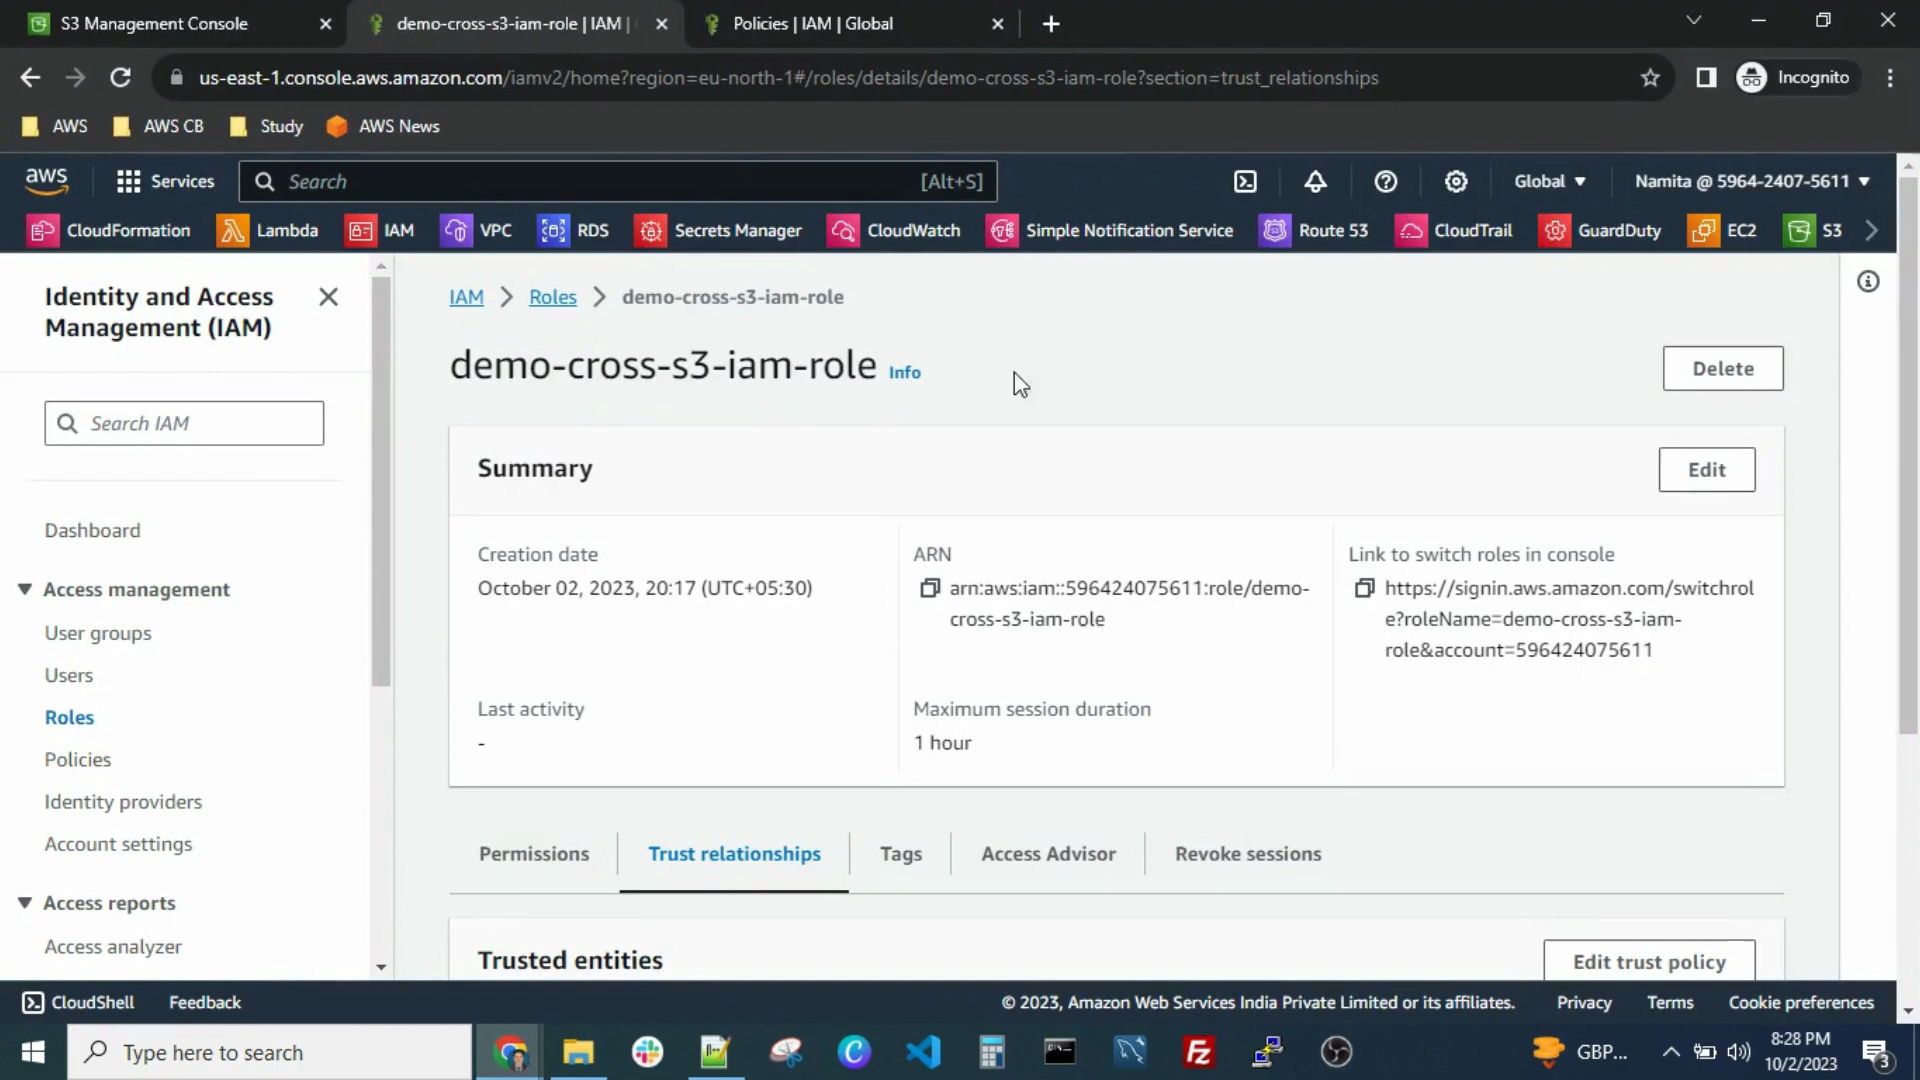 S3 Management Console
demo-cross-s3-iam-role | IAM |
Policies | IAM | Global
us-east-1.console.aws.amazon.com/iamv2/home?region=eu-north-1#/roles/details/demo-cross-s3-iam-role?section=trust_relationships
Incognito
AWS
AWS CB
Study
AWS News
aws
Services
Search
[Alt+S]
Global
Namita @ 5964-2407-5611
CloudFormation
Lambda
IAM
VPC
RDS
Secrets Manager
CloudWatch
Simple Notification Service
Route 53
CloudTrail
GuardDuty
EC2
S3
Identity and Access
Management (IAM)
Search IAM
Dashboard
Access management
User groups
Users
Roles
Policies
Identity providers
Account settings
Access reports
Access analyzer
IAM
Roles
demo-cross-s3-iam-role
demo-cross-s3-iam-role
Info
Delete
Summary
Edit
Creation date
October 02, 2023, 20:17 (UTC+05:30)
ARN
arn:aws:iam::596424075611:role/demo-
cross-s3-iam-role
Link to switch roles in console
https://signin.aws.amazon.com/switchrol
e?roleName=demo-cross-s3-iam-
role&account=596424075611
Last activity
-
Maximum session duration
1 hour
Permissions
Trust relationships
Tags
Access Advisor
Revoke sessions
Trusted entities
Edit trust policy
CloudShell
Feedback
© 2023, Amazon Web Services India Private Limited or its affiliates.
Privacy
Terms
Cookie preferences
Type here to search
GBP...
8:28 PM
10/2/2023
3